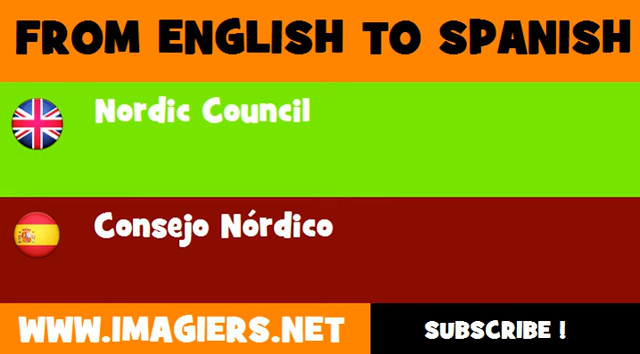 FROM ENGLISH TO SPANISH
Nordic Council
Consejo Nórdico
WWW.IMAGIERS.NET
SUBSCRIBE !